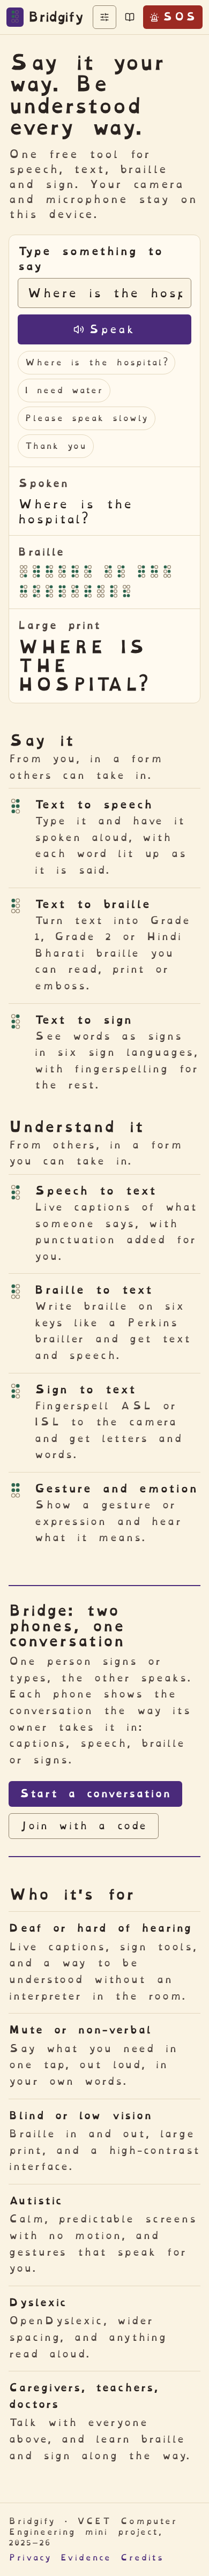 Bridgify
SOS
Say it your
way. Be
understood
every way.
One free tool for
speech, text, braille
and sign. Your camera
and microphone stay on
this device.
Type something to
say
Where is the hosp
Speak
Where is the hospital?
I need water
Please speak slowly
Thank you
Spoken
Where is the
hospital?
Braille
Large print
WHERE IS
THE
HOSPITAL?
Say it
From you, in a form
others can take in.
Text to speech
Type it and have it
spoken aloud, with
each word lit up as
it is said.
Text to braille
Turn text into Grade
1, Grade 2 or Hindi
Bharati braille you
can read, print or
emboss.
Text to sign
See words as signs
in six sign languages,
with fingerspelling for
the rest.
Understand it
From others, in a form
you can take in.
Speech to text
Live captions of what
someone says, with
punctuation added for
you.
Braille to text
Write braille on six
keys like a Perkins
brailler and get text
and speech.
Sign to text
Fingerspell ASL or
ISL to the camera
and get letters and
words.
Gesture and emotion
Show a gesture or
expression and hear
what it means.
Bridge: two
phones, one
conversation
One person signs or
types, the other speaks.
Each phone shows the
conversation the way its
owner takes it in:
captions, speech, braille
or signs.
Start a conversation
Join with a code
Who it's for
Deaf or hard of hearing
Live captions, sign tools,
and a way to be
understood without an
interpreter in the room.
Mute or non-verbal
Say what you need in
one tap, out loud, in
your own words.
Blind or low vision
Braille in and out, large
print, and a high-contrast
interface.
Autistic
Calm, predictable screens
with no motion, and
gestures that speak for
you.
Dyslexic
OpenDyslexic, wider
spacing, and anything
read aloud.
Caregivers, teachers,
doctors
Talk with everyone
above, and learn braille
and sign along the way.
Bridgify · VCET Computer
Engineering mini project,
2025–26
Privacy Evidence Credits